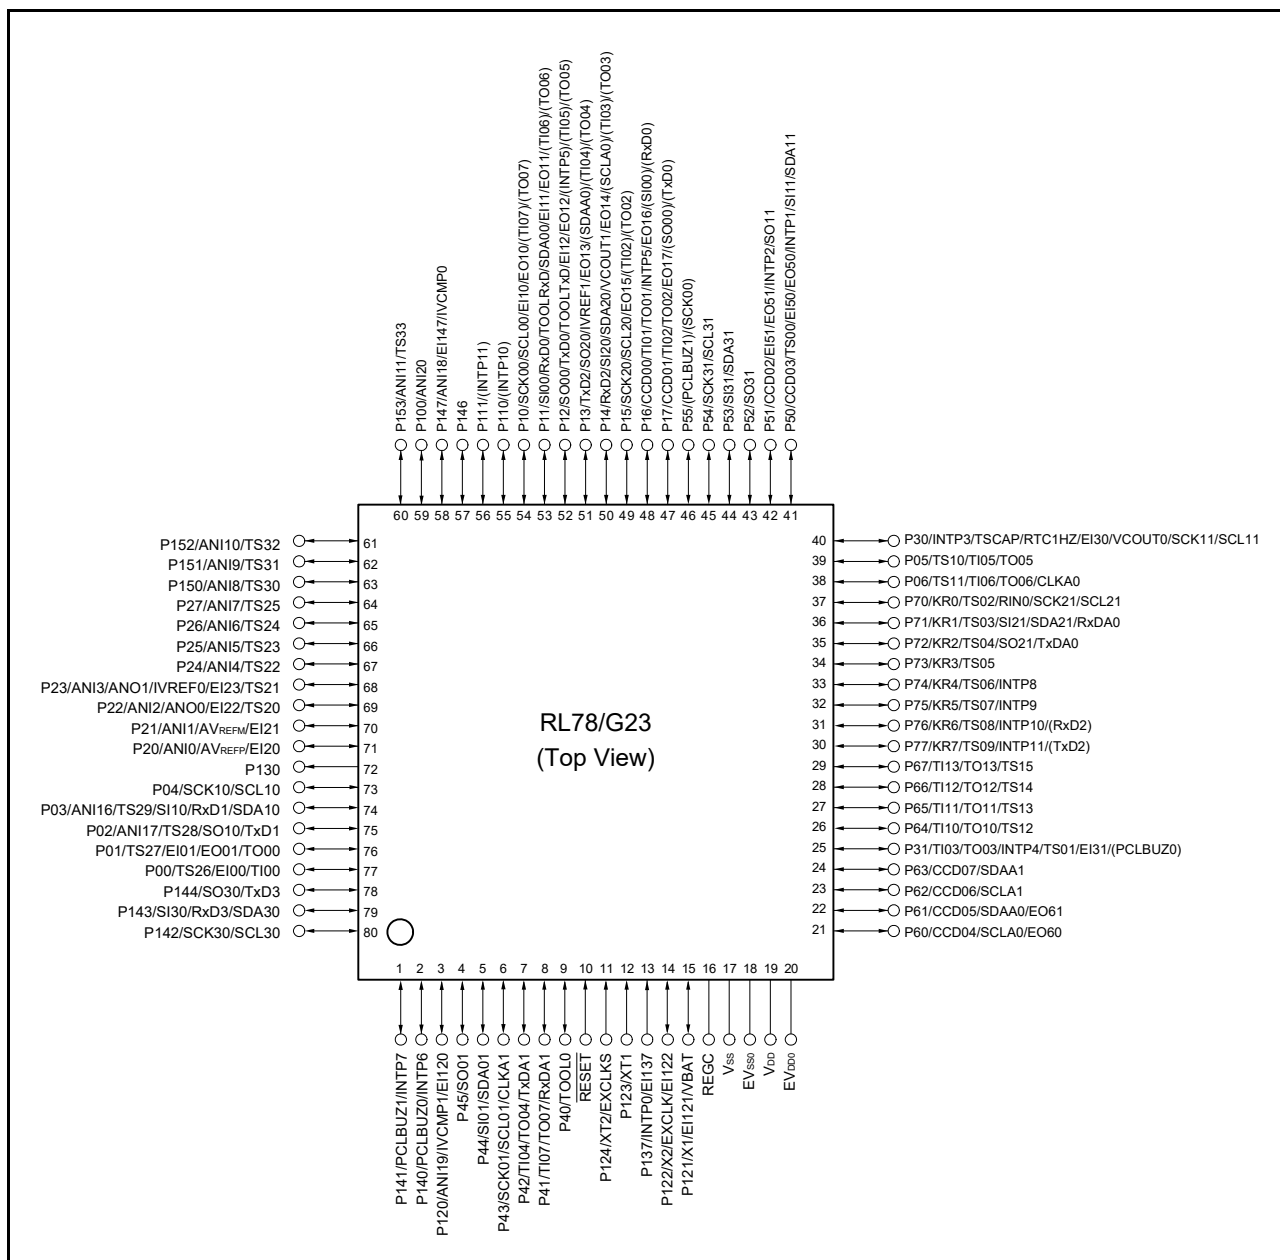 P153/ANI11/TS33
P100/ANI20
P147/ANI18/EI147/IVCMP0
P146
P111/(INTP11)
P110/(INTP10)
P10/SCK00/SCL00/EI10/EO10/(TI07)/(TO07)
P11/SI00/RxD0/TOOLRxD/SDA00/EI11/EO11/(TI06)/(TO06)
P12/SO00/TxD0/TOOLTxD/EI12/EO12/(INTP5)/(TI05)/(TO05)
P13/TxD2/SO20/IVREF1/EO13/(SDAA0)/(TI04)/(TO04)
P14/RxD2/SI20/SDA20/VCOUT1/EO14/(SCLA0)/(TI03)/(TO03)
P15/SCK20/SCL20/EO15/(TI02)/(TO02)
P16/CCD00/TI01/TO01/INTP5/EO16/(SI00)/(RxD0)
P17/CCD01/TI02/TO02/EO17/(SO00)/(TxD0)
P55/(PCLBUZ1)/(SCK00)
P54/SCK31/SCL31
P53/SI31/SDA31
P52/SO31
P51/CCD02/EI51/EO51/INTP2/SO11
P50/CCD03/TS00/EI50/EO50/INTP1/SI11/SDA11
60 59 58 57 56 55 54 53 52 51 50 49 48 47 46 45 44 43 42 41
P152/ANI10/TS32 61
P151/ANI9/TS31 62
P150/ANI8/TS30 63
P27/ANI7/TS25 64
P26/ANI6/TS24 65
P25/ANI5/TS23 66
P24/ANI4/TS22 67
P23/ANI3/ANO1/IVREF0/EI23/TS21 68
P22/ANI2/ANO0/EI22/TS20 69
P21/ANI1/AVREFM/EI21 70
P20/ANI0/AVREFP/EI20 71
P130 72
P04/SCK10/SCL10 73
P03/ANI16/TS29/SI10/RxD1/SDA10 74
P02/ANI17/TS28/SO10/TxD1 75
P01/TS27/EI01/EO01/TO00 76
P00/TS26/EI00/TI00 77
P144/SO30/TxD3 78
P143/SI30/RxD3/SDA30 79
P142/SCK30/SCL30 80
RL78/G23
(Top View)
40 P30/INTP3/TSCAP/RTC1HZ/EI30/VCOUT0/SCK11/SCL11
39 P05/TS10/TI05/TO05
38 P06/TS11/TI06/TO06/CLKA0
37 P70/KR0/TS02/RIN0/SCK21/SCL21
36 P71/KR1/TS03/SI21/SDA21/RxDA0
35 P72/KR2/TS04/SO21/TxDA0
34 P73/KR3/TS05
33 P74/KR4/TS06/INTP8
32 P75/KR5/TS07/INTP9
31 P76/KR6/TS08/INTP10/(RxD2)
30 P77/KR7/TS09/INTP11/(TxD2)
29 P67/TI13/TO13/TS15
28 P66/TI12/TO12/TS14
27 P65/TI11/TO11/TS13
26 P64/TI10/TO10/TS12
25 P31/TI03/TO03/INTP4/TS01/EI31/(PCLBUZ0)
24 P63/CCD07/SDAA1
23 P62/CCD06/SCLA1
22 P61/CCD05/SDAA0/EO61
21 P60/CCD04/SCLA0/EO60
1 2 3 4 5 6 7 8 9 10 11 12 13 14 15 16 17 18 19 20
P141/PCLBUZ1/INTP7
P140/PCLBUZ0/INTP6
P120/ANI19/IVCMP1/EI120
P45/SO01
P44/SI01/SDA01
P43/SCK01/SCL01/CLKA1
P42/TI04/TO04/TxDA1
P41/TI07/TO07/RxDA1
P40/TOOL0
RESET
P124/XT2/EXCLKS
P123/XT1
P137/INTP0/EI137
P122/X2/EXCLK/EI122
P121/X1/EI121/VBAT
REGC
VSS
EVSS0
VDD
EVDD0